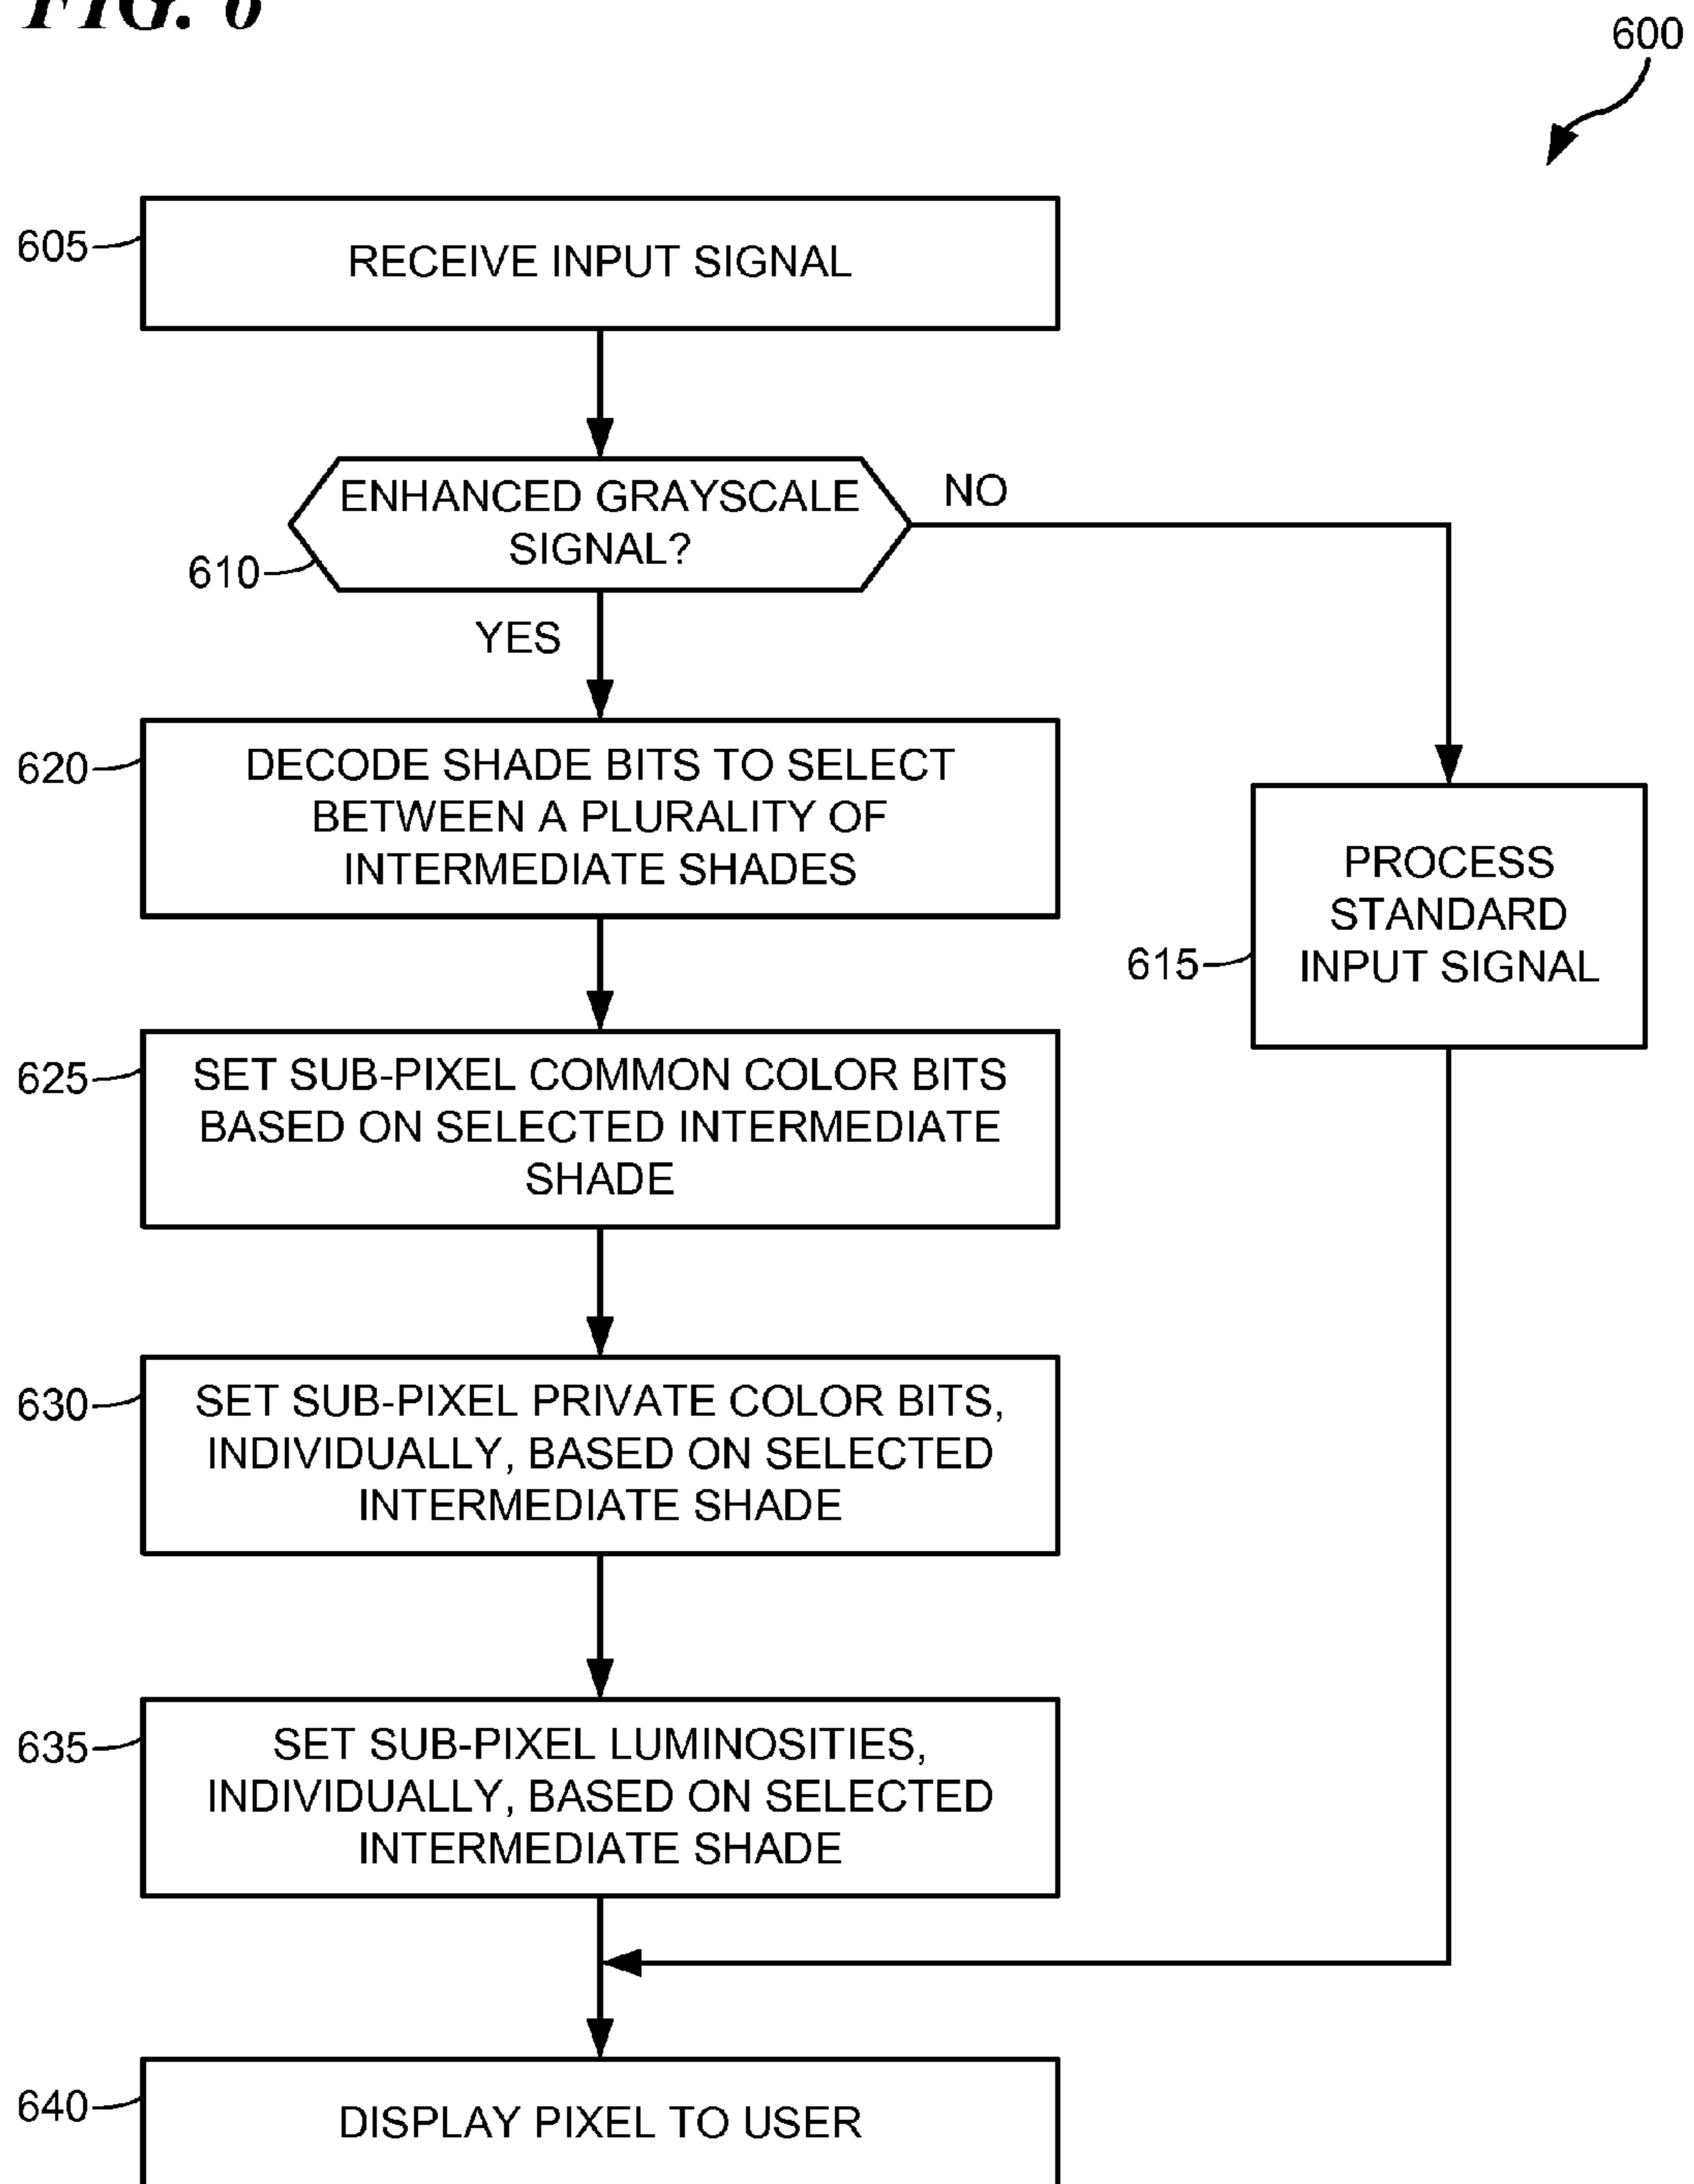 FIG. 6
600
605
RECEIVE INPUT SIGNAL
ENHANCED GRAYSCALE
SIGNAL?
NO
610
YES
620
DECODE SHADE BITS TO SELECT
BETWEEN A PLURALITY OF
INTERMEDIATE SHADES
PROCESS
STANDARD
INPUT SIGNAL
615
625
SET SUB-PIXEL COMMON COLOR BITS
BASED ON SELECTED INTERMEDIATE
SHADE
630
SET SUB-PIXEL PRIVATE COLOR BITS,
INDIVIDUALLY, BASED ON SELECTED
INTERMEDIATE SHADE
635
SET SUB-PIXEL LUMINOSITIES,
INDIVIDUALLY, BASED ON SELECTED
INTERMEDIATE SHADE
640
DISPLAY PIXEL TO USER